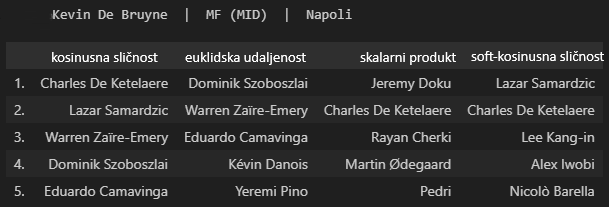 Kevin De Bruyne | MF (MID) | Napoli
kosinusna sličnost euklidska udaljenost skalarni produkt soft-kosinusna sličnost
1. Charles De Ketelaere Dominik Szoboszlai Jeremy Doku Lazar Samardzic
2. Lazar Samardzic Warren Zaïre-Emery Charles De Ketelaere Charles De Ketelaere
3. Warren Zaïre-Emery Eduardo Camavinga Rayan Cherki Lee Kang-in
4. Dominik Szoboszlai Kévin Danois Martin Ødegaard Alex Iwobi
5. Eduardo Camavinga Yeremi Pino Pedri Nicolò Barella